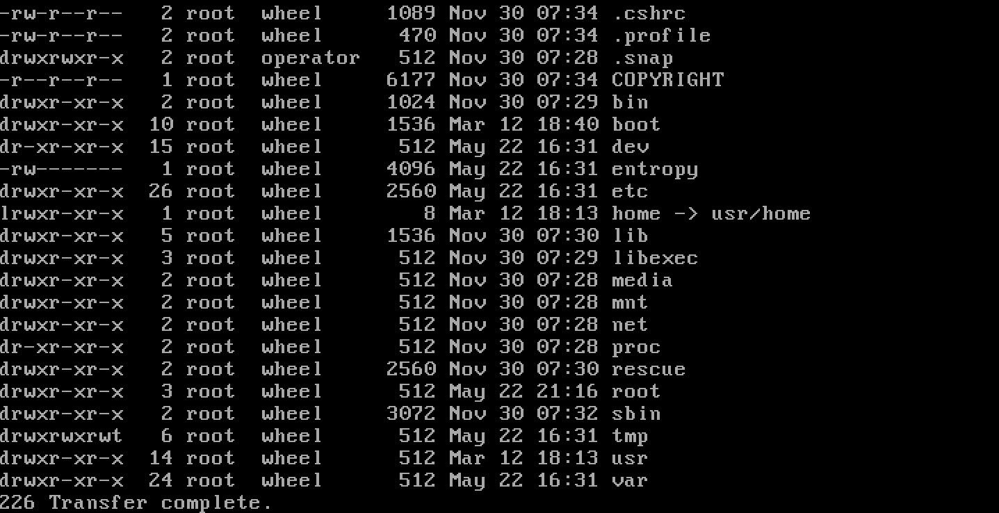 -rw-r--r--   2 root  wheel     1089 Nov 30 07:34 .cshrc
-rw-r--r--   2 root  wheel      470 Nov 30 07:34 .profile
drwxrwxr-x   2 root  operator   512 Nov 30 07:28 .snap
-r--r--r--   1 root  wheel     6177 Nov 30 07:34 COPYRIGHT
drwxr-xr-x   2 root  wheel     1024 Nov 30 07:29 bin
drwxr-xr-x  10 root  wheel     1536 Mar 12 18:40 boot
dr-xr-xr-x  15 root  wheel      512 May 22 16:31 dev
-rw-------   1 root  wheel     4096 May 22 16:31 entropy
drwxr-xr-x  26 root  wheel     2560 May 22 16:31 etc
lrwxr-xr-x   1 root  wheel        8 Mar 12 18:13 home -> usr/home
drwxr-xr-x   5 root  wheel     1536 Nov 30 07:30 lib
drwxr-xr-x   3 root  wheel      512 Nov 30 07:29 libexec
drwxr-xr-x   2 root  wheel      512 Nov 30 07:28 media
drwxr-xr-x   2 root  wheel      512 Nov 30 07:28 mnt
drwxr-xr-x   2 root  wheel      512 Nov 30 07:28 net
dr-xr-xr-x   2 root  wheel      512 Nov 30 07:28 proc
drwxr-xr-x   2 root  wheel     2560 Nov 30 07:30 rescue
drwxr-xr-x   3 root  wheel      512 May 22 21:16 root
drwxr-xr-x   2 root  wheel     3072 Nov 30 07:32 sbin
drwxrwxrwt   6 root  wheel      512 May 22 16:31 tmp
drwxr-xr-x  14 root  wheel      512 Mar 12 18:13 usr
drwxr-xr-x  24 root  wheel      512 May 22 16:31 var
226 Transfer complete.